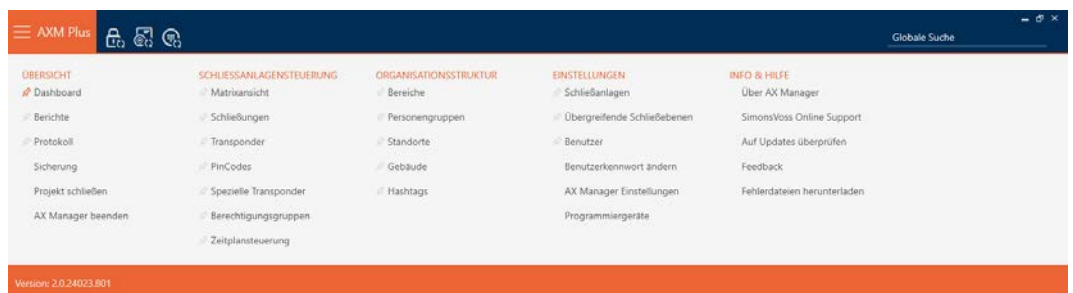 AXM Plus
Globale Suche
ÜBERSICHT
Dashboard
Berichte
Protokoll
Sicherung
Projekt schließen
AX Manager beenden
SCHLIESSANLAGENSTEUERUNG
Matrixansicht
Schließungen
Transponder
PinCodes
Spezielle Transponder
Berechtigungsgruppen
Zeitplansteuerung
ORGANISATIONSSTRUKTUR
Bereiche
Personengruppen
Standorte
Gebäude
Hashtags
EINSTELLUNGEN
Schließanlagen
Übergreifende Schließebenen
Benutzer
Benutzerkennwort ändern
AX Manager Einstellungen
Programmiergeräte
INFO & HILFE
Über AX Manager
SimonsVoss Online Support
Auf Updates überprüfen
Feedback
Fehlerdateien herunterladen
Version: 2.0.24023.801